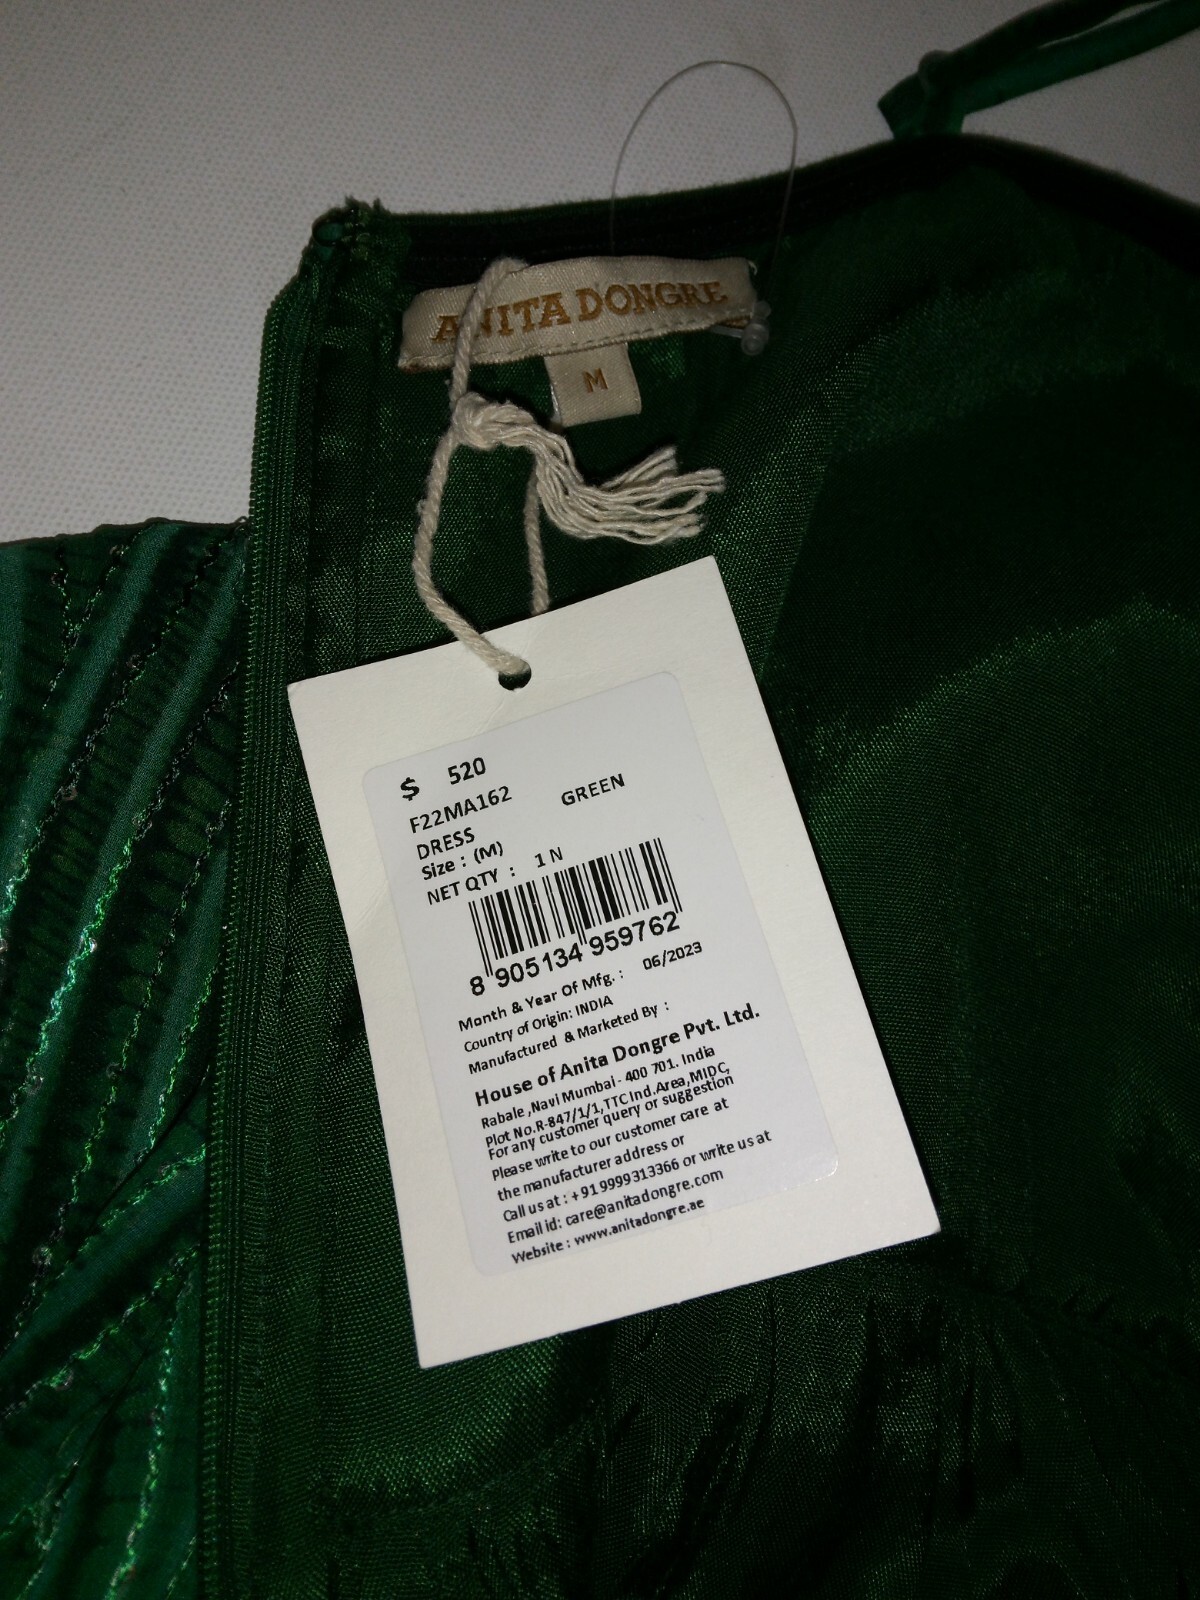 ANITA DONGRE
M
$ 520
F22MA162 GREEN
DRESS
Size : (M)
NET QTY : 1 N
8 905134 959762
Month & Year Of Mfg. : 06/2023
Country of Origin: INDIA
Manufactured & Marketed By :
House of Anita Dongre Pvt. Ltd.
Rabale ,Navi Mumbai - 400 701. India
Plot No.R-847/1/1,TTC Ind.Area,MIDC,
For any customer query or suggestion
Please write to our customer care at
the manufacturer address or
Call us at : +91 9999313366 or write us at
Email id: care@anitadongre.com
Website : www.anitadongre.ae